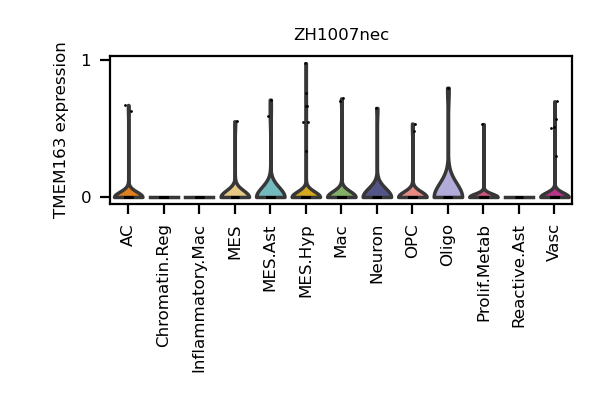 ZH1007nec
TMEM163 expression
1
0
AC
Chromatin.Reg
Inflammatory.Mac
MES
MES.Ast
MES.Hyp
Mac
Neuron
OPC
Oligo
Prolif.Metab
Reactive.Ast
Vasc